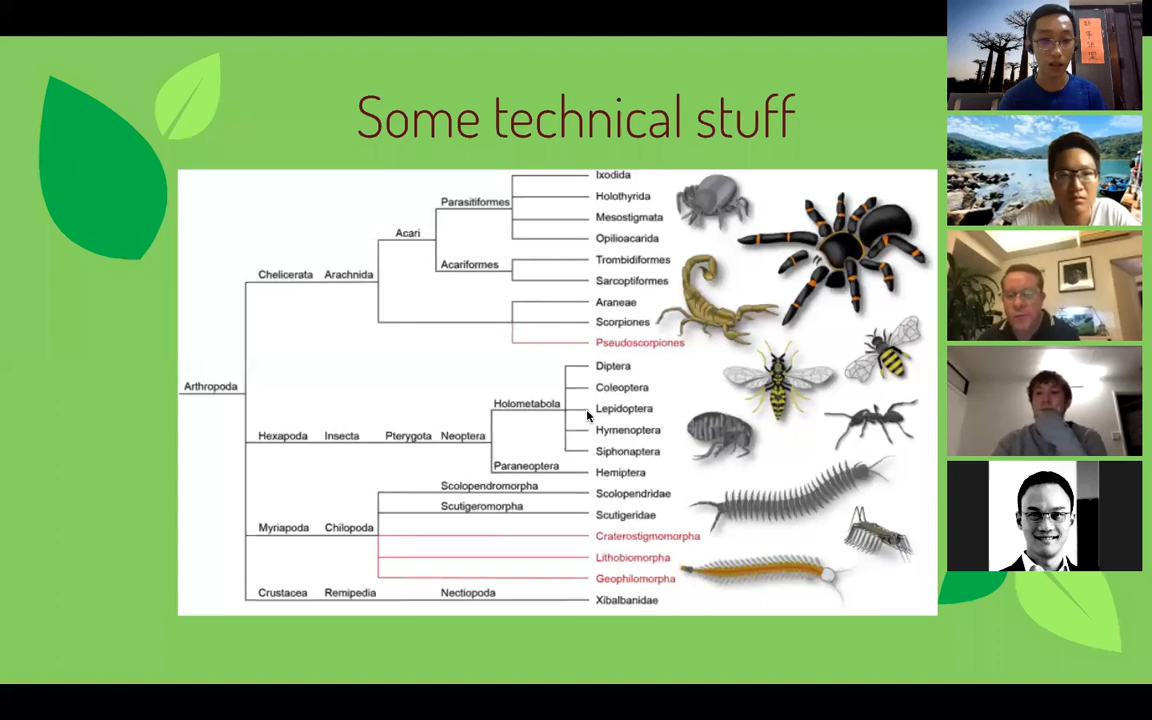 Some technical stuff
Ixodida
Parasitiformes
Holothyrida
Mesostigmata
Acari
Opilioacarida
Acariformes
Trombidiformes
Chelicerata Arachnida
Sarcoptiformes
Araneae
Scorpiones
Pseudoscorpiones
Diptera
Arthropoda
Coleoptera
Holometabola
Lepidoptera
Hexapoda Insecta Pterygota Neoptera
Hymenoptera
Siphonaptera
Paraneoptera
Hemiptera
Scolopendromorpha
Scolopendridae
Scutigeromorpha
Scutigeridae
Myriapoda Chilopoda
Craterostigmomorpha
Lithobiomorpha
Geophilomorpha
Crustacea Remipedia Nectiopoda
Xibalbanidae